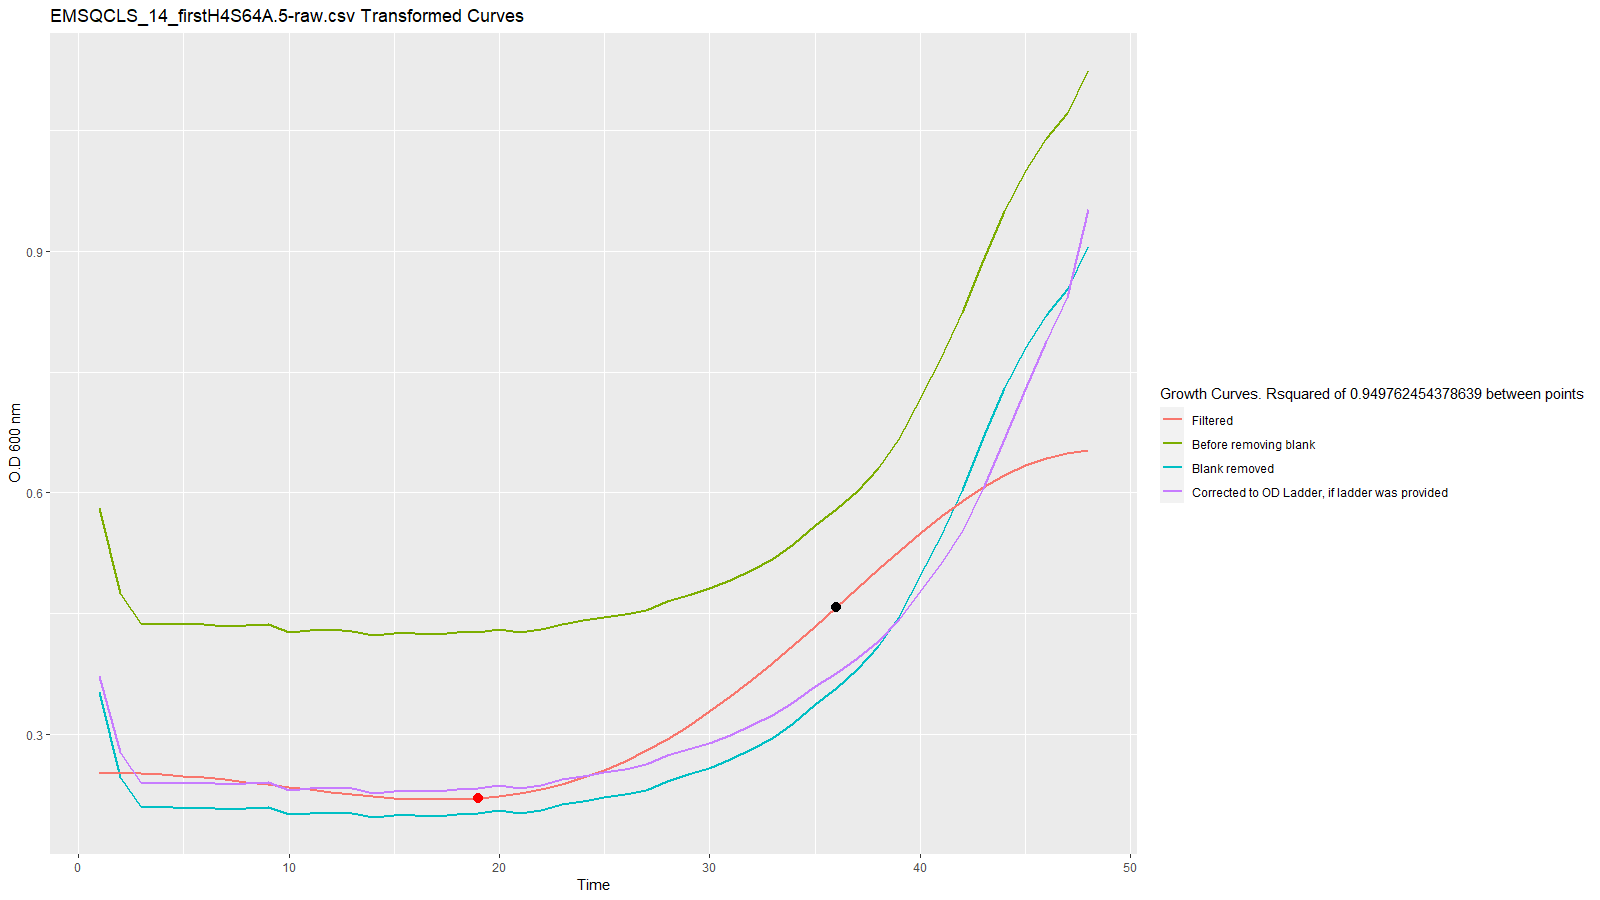 EMSQCLS_14_firstH4S64A.5-raw.csv Transformed Curves
O.D 600 nm
0.9
0.6
0.3
0 10 20 30 40 50
Time
Growth Curves. Rsquared of 0.949762454378639 between points
Filtered
Before removing blank
Blank removed
Corrected to OD Ladder, if ladder was provided